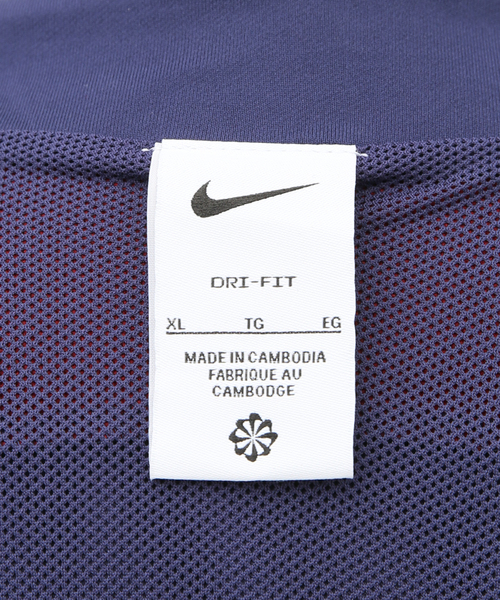 DRI-FIT
XL TG EG
MADE IN CAMBODIA
FABRIQUE AU
CAMBODGE